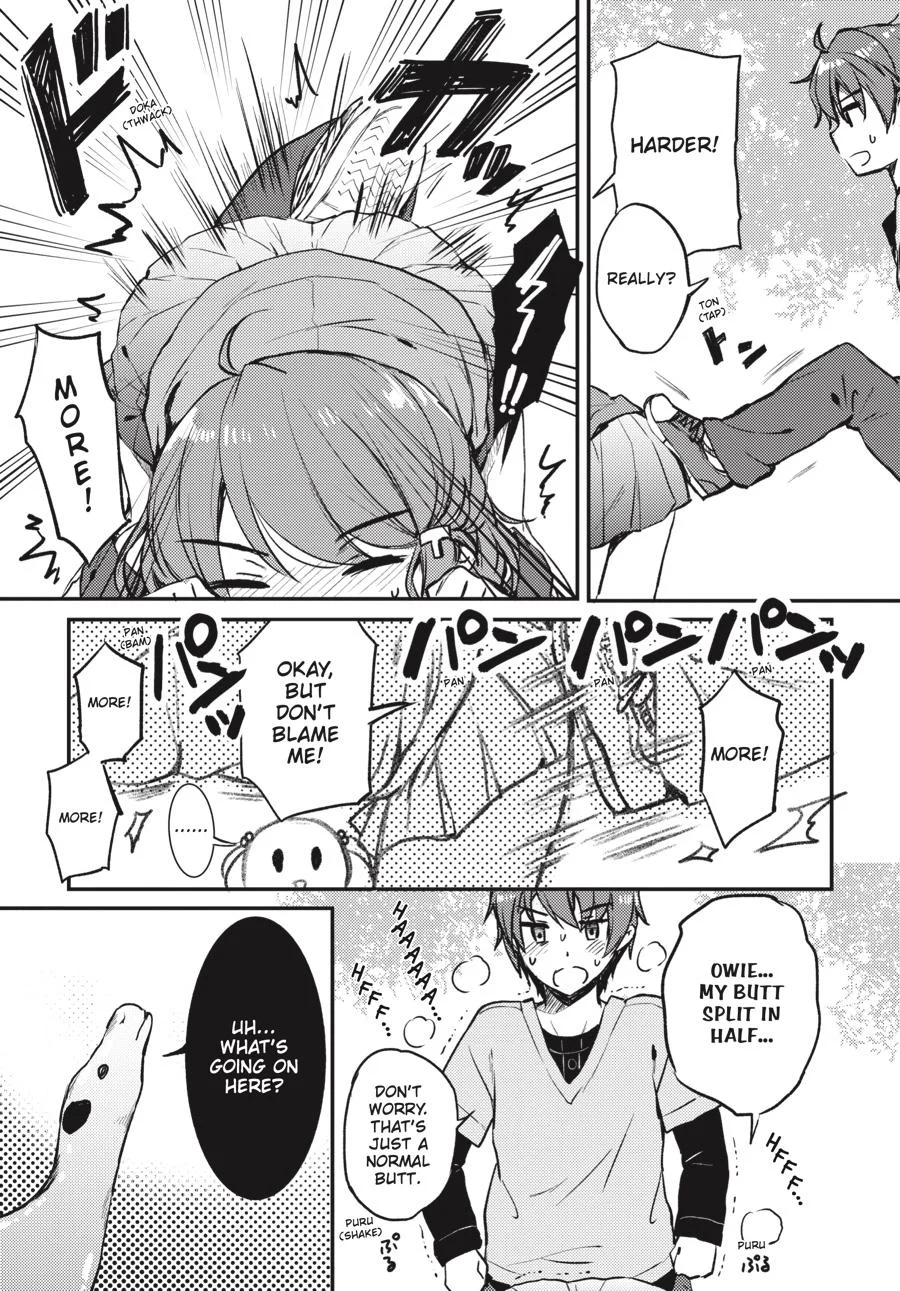 HARDER!
REALLY?
TON
(TAP)
トン
ドカ
DOKA
(THWACK)
MORE!
パンッ
PAN
パン
PAN
パン
PAN
MORE!
OKAY,
BUT
DON'T
BLAME
ME!
パンッ
PAN
(BAM)
MORE!
MORE!
......
OWIE...
MY BUTT
SPLIT IN
HALF...
HFFF...
HAAAAA...
HFFF...
DON'T
WORRY.
THAT'S
JUST A
NORMAL
BUTT.
PURU
ぷる
PURU
(SHAKE)
ぷる
UH...
WHAT'S
GOING ON
HERE?